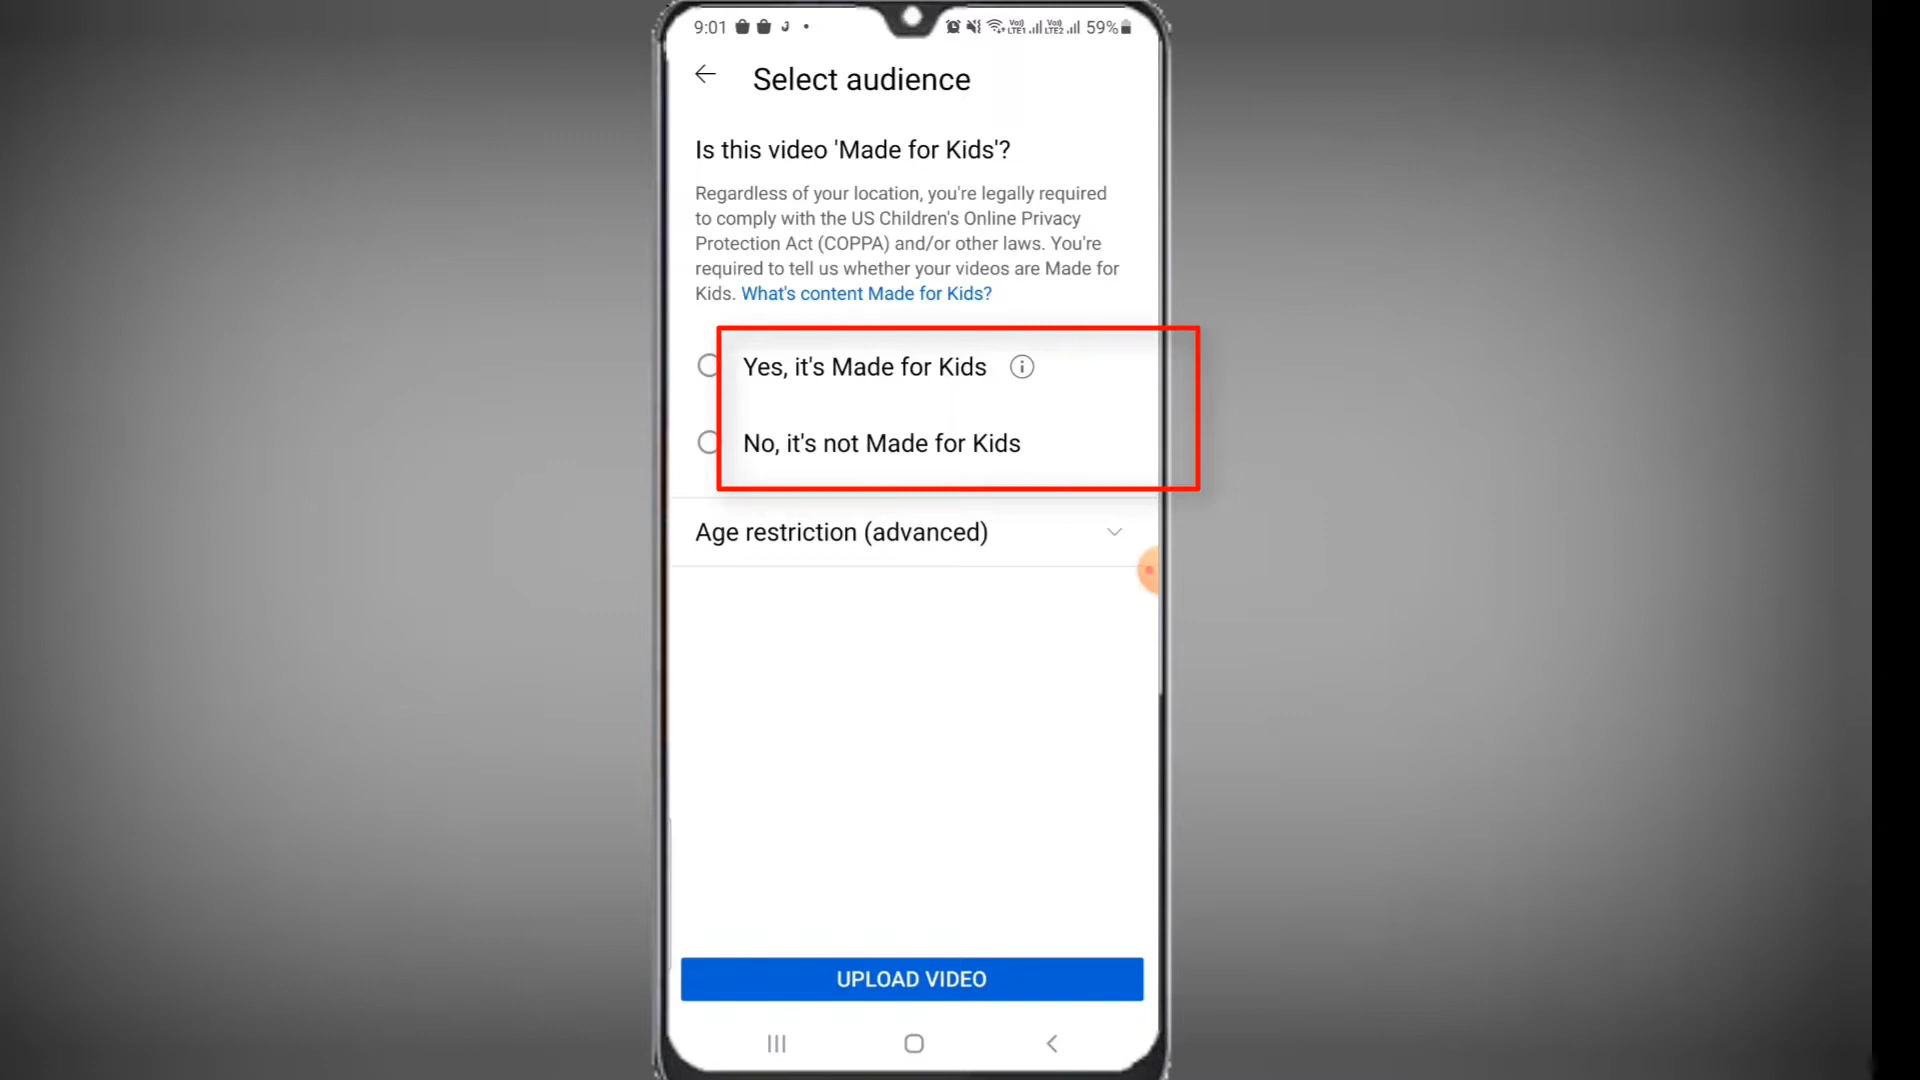 9:01 59%
Select audience
Is this video 'Made for Kids'?
Regardless of your location, you're legally required
to comply with the US Children's Online Privacy
Protection Act (COPPA) and/or other laws. You're
required to tell us whether your videos are Made for
Kids. What's content Made for Kids?
Yes, it's Made for Kids
No, it's not Made for Kids
Age restriction (advanced)
UPLOAD VIDEO